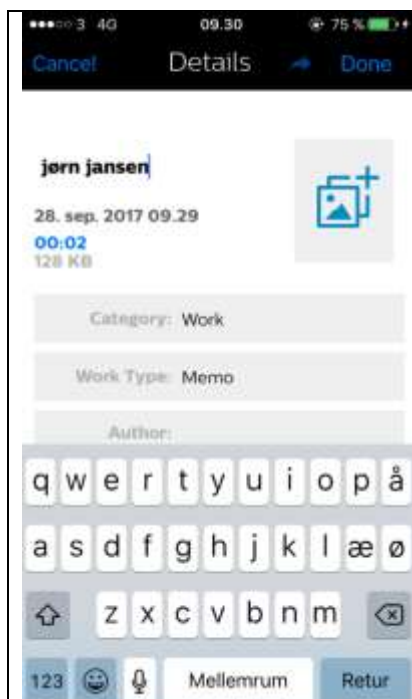 3 4G 09.30 75 %
Cancel Details Done
jørn jansen
28. sep. 2017 09.29
00:02
128 KB
Category: Work
Work Type: Memo
Author:
q w e r t y u i o p å
a s d f g h j k l æ ø
z x c v b n m
123 Mellemrum Retur